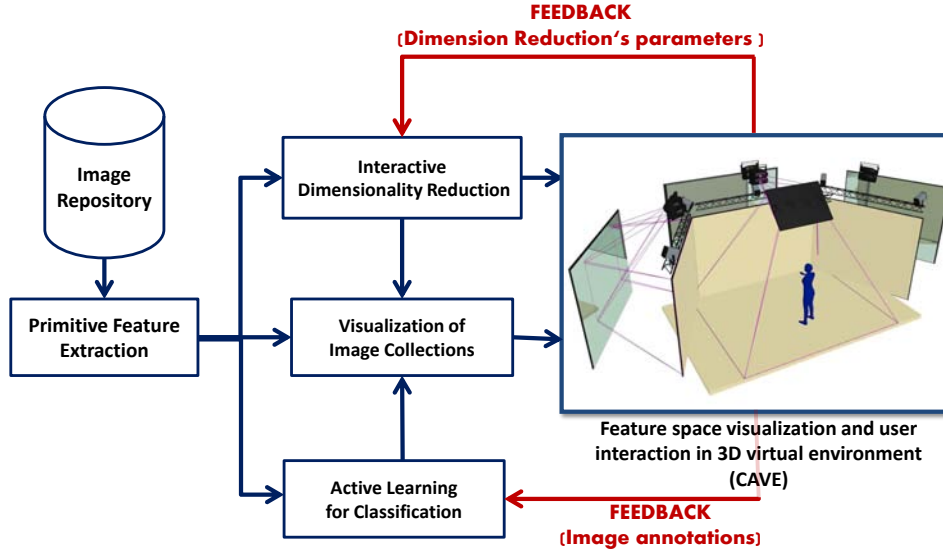 FEEDBACK
(Dimension Reduction's parameters )
Image
Repository
Interactive
Dimensionality Reduction
Primitive Feature
Extraction
Visualization of
Image Collections
Feature space visualization and user
interaction in 3D virtual environment
(CAVE)
Active Learning
for Classification
FEEDBACK
(Image annotations)